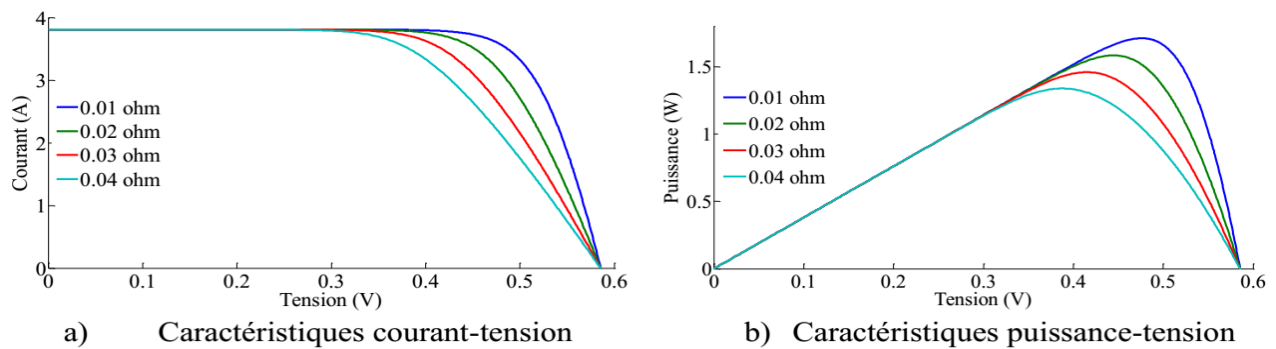 4
3
2
1
0
0
0.1
0.2
0.3
0.4
0.5
0.6
Courant (A)
Tension (V)
0.01 ohm
0.02 ohm
0.03 ohm
0.04 ohm
a) Caractéristiques courant-tension
1.5
1
0.5
0
0
0.1
0.2
0.3
0.4
0.5
0.6
Puissance (W)
Tension (V)
0.01 ohm
0.02 ohm
0.03 ohm
0.04 ohm
b) Caractéristiques puissance-tension